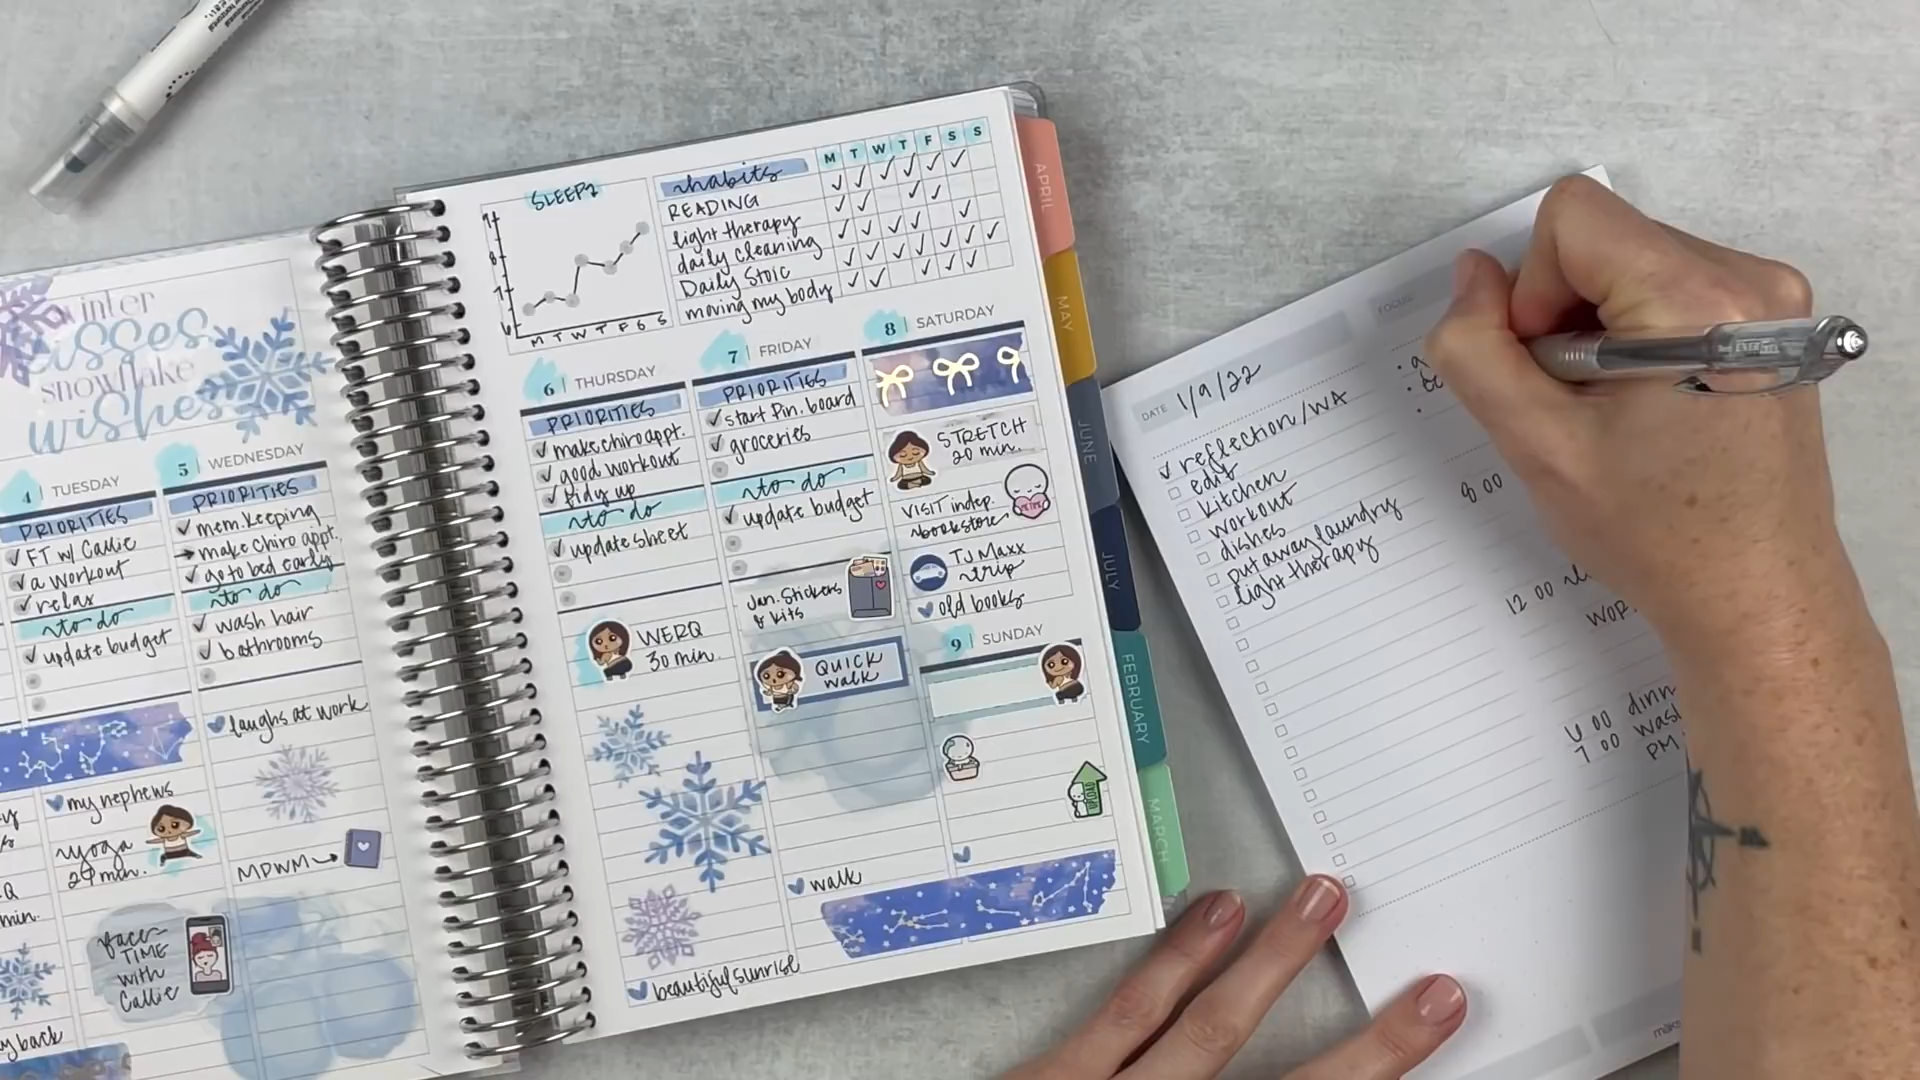 winter
kisses
snowflake
wishes
4 | TUESDAY
PRIORITIES
✓ FT w/ Callie
✓ a workout
✓ relax
to do
✓ update budget
my nephews
yoga
29 min.
face-
TIME
with
Callie
5 | WEDNESDAY
PRIORITIES
✓ mem. keeping
→ make chiro appt.
✓ go to bed early
to do
✓ wash hair
✓ bathrooms
laughs at work
MPWM →
SLEEP
M T W T F S S
habits
M T W T F S S
READING
light therapy
daily cleaning
Daily Stoic
moving my body
6 | THURSDAY
PRIORITIES
✓ make chiro appt.
✓ good workout
✓ tidy up
to do
✓ update sheet
WERQ
30 min.
beautiful sunrise
7 | FRIDAY
PRIORITIES
✓ start Pin. board
✓ groceries
to do
✓ update budget
Jan. Stickers
& kits
QUICK
walk
walk
8 | SATURDAY
STRETCH
20 min.
VISIT indep.
bookstore
TJ Maxx
trip
old books
9 | SUNDAY
UPLOAD
APRIL
MAY
JUNE
JULY
FEBRUARY
MARCH
DATE 1/9/22
FOCUS
✓ reflection/WA
edit
kitchen
workout
dishes
put away laundry
light therapy
8 00
12 00
6 00
7 00
PM